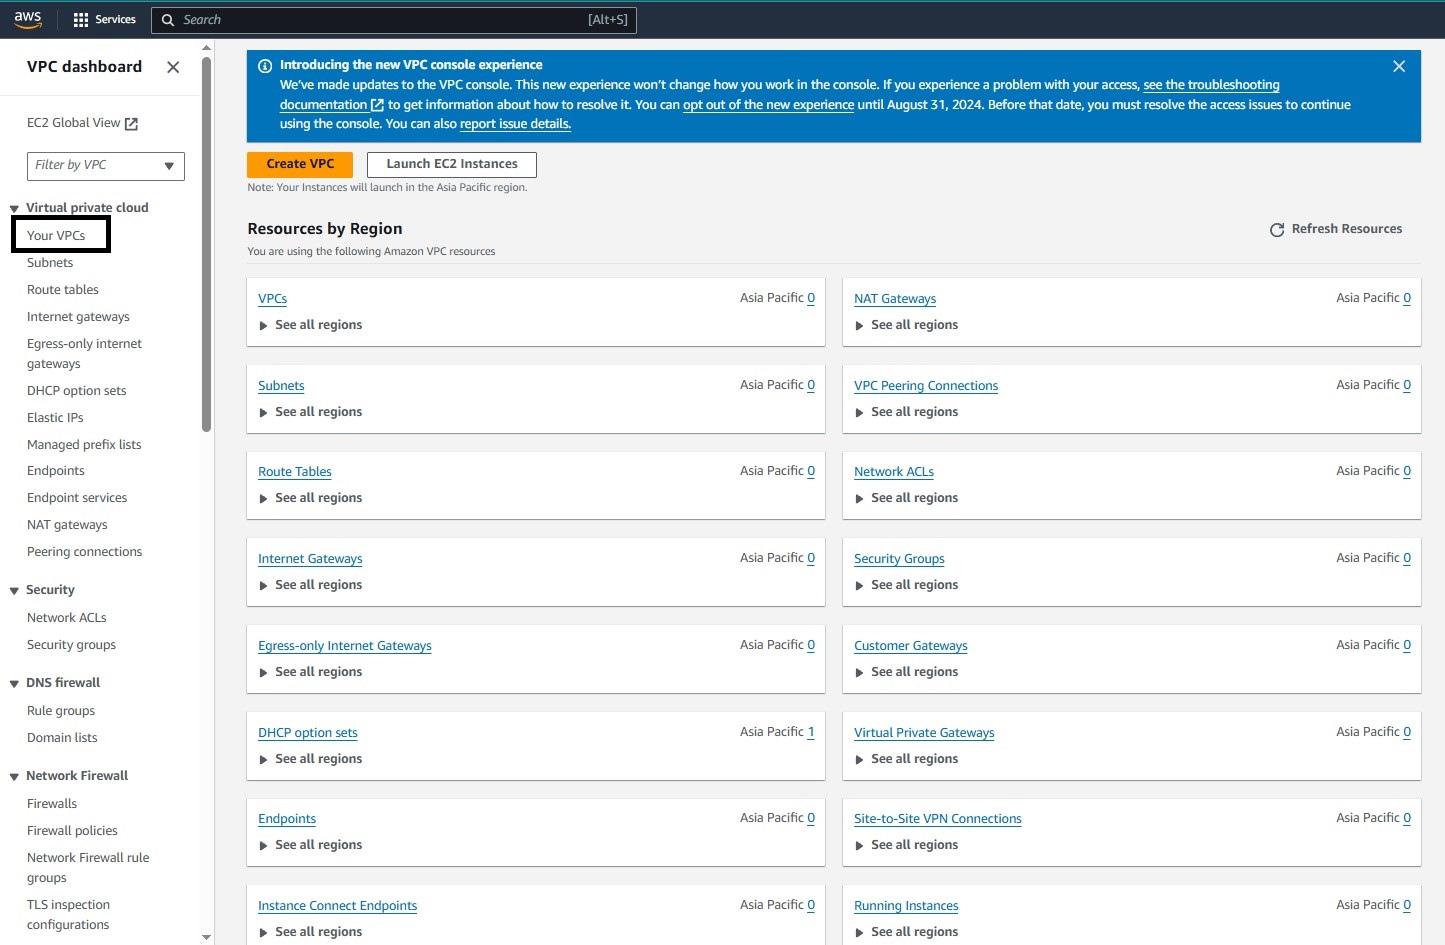 aws
Services
Search
[Alt+S]
VPC dashboard
EC2 Global View
Filter by VPC
Virtual private cloud
Your VPCs
Subnets
Route tables
Internet gateways
Egress-only internet
gateways
DHCP option sets
Elastic IPs
Managed prefix lists
Endpoints
Endpoint services
NAT gateways
Peering connections
Security
Network ACLs
Security groups
DNS firewall
Rule groups
Domain lists
Network Firewall
Firewalls
Firewall policies
Network Firewall rule
groups
TLS inspection
configurations
Introducing the new VPC console experience
We've made updates to the VPC console. This new experience won't change how you work in the console. If you experience a problem with your access, see the troubleshooting
documentation to get information about how to resolve it. You can opt out of the new experience until August 31, 2024. Before that date, you must resolve the access issues to continue
using the console. You can also report issue details.
Create VPC
Launch EC2 Instances
Note: Your Instances will launch in the Asia Pacific region.
Resources by Region
Refresh Resources
You are using the following Amazon VPC resources
VPCs Asia Pacific 0
See all regions
NAT Gateways Asia Pacific 0
See all regions
Subnets Asia Pacific 0
See all regions
VPC Peering Connections Asia Pacific 0
See all regions
Route Tables Asia Pacific 0
See all regions
Network ACLs Asia Pacific 0
See all regions
Internet Gateways Asia Pacific 0
See all regions
Security Groups Asia Pacific 0
See all regions
Egress-only Internet Gateways Asia Pacific 0
See all regions
Customer Gateways Asia Pacific 0
See all regions
DHCP option sets Asia Pacific 1
See all regions
Virtual Private Gateways Asia Pacific 0
See all regions
Endpoints Asia Pacific 0
See all regions
Site-to-Site VPN Connections Asia Pacific 0
See all regions
Instance Connect Endpoints Asia Pacific 0
See all regions
Running Instances Asia Pacific 0
See all regions